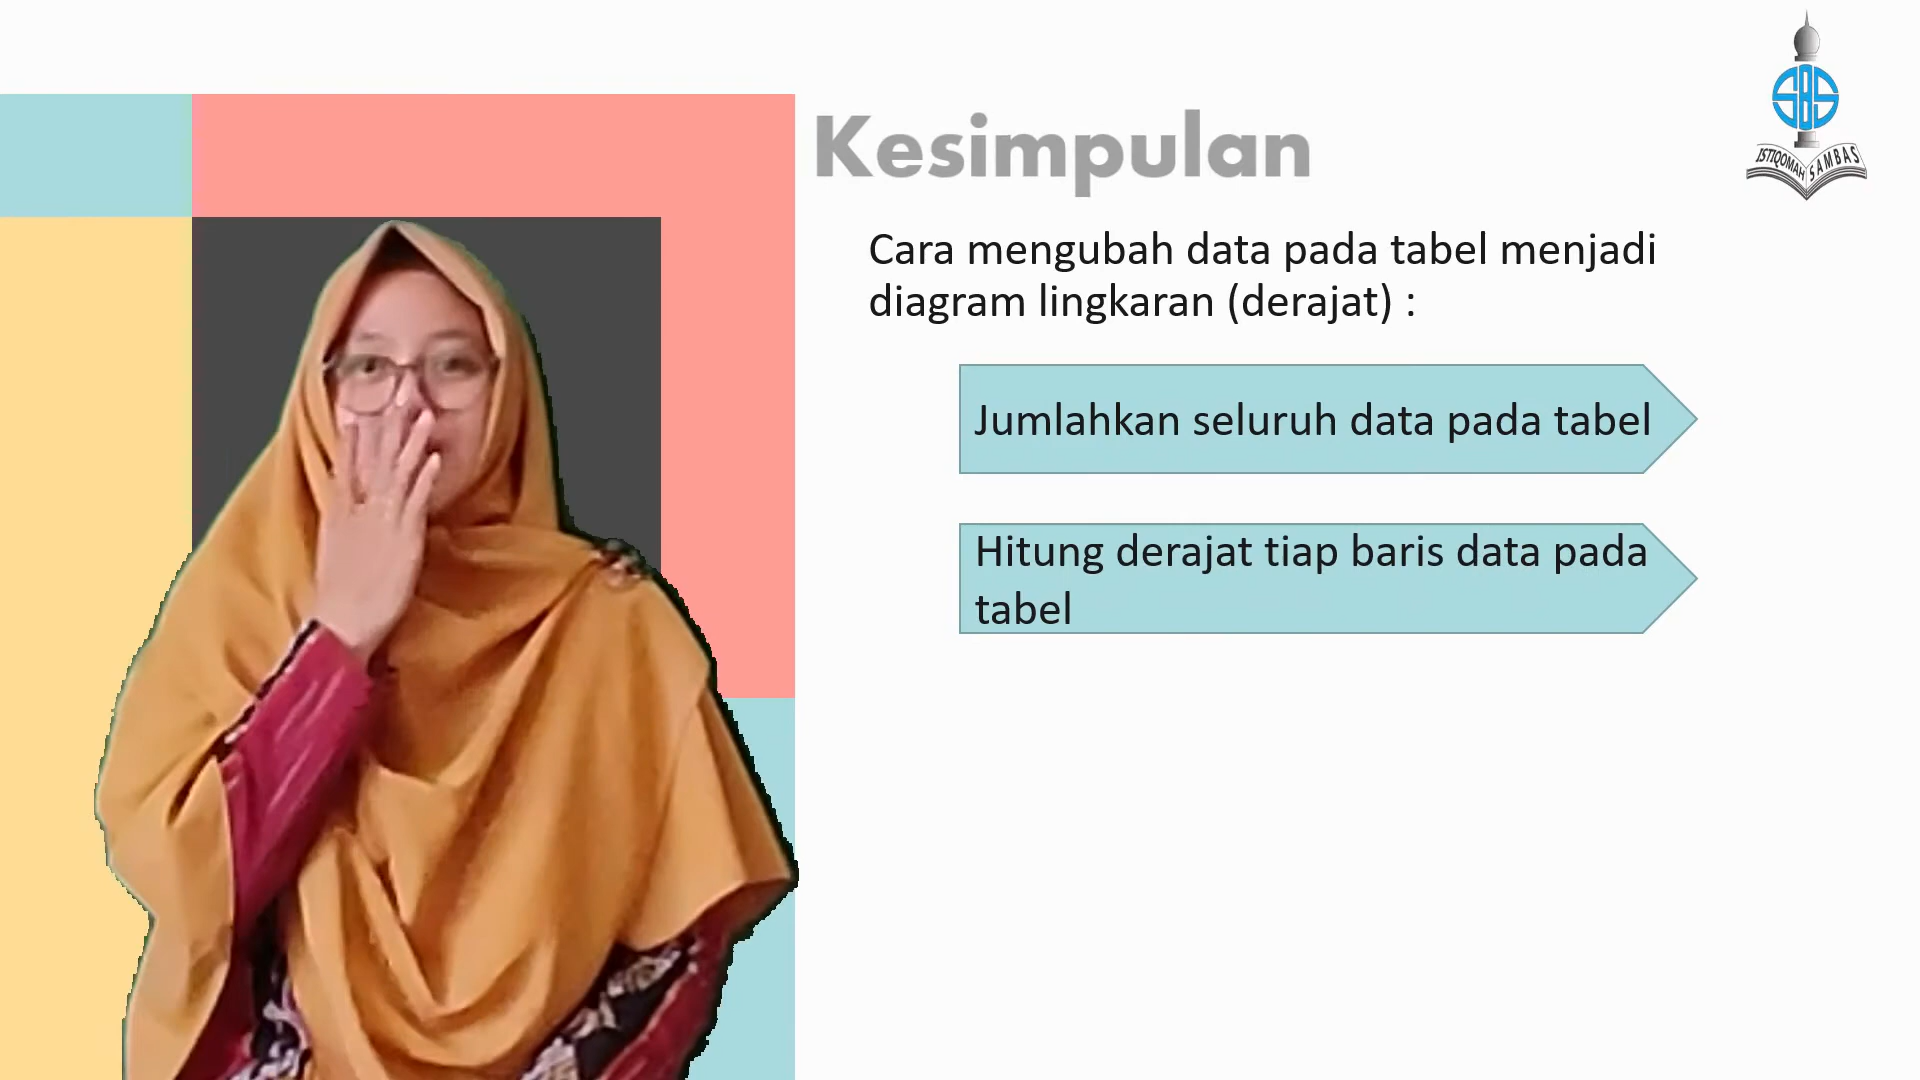 Kesimpulan
Cara mengubah data pada tabel menjadi
diagram lingkaran (derajat) :
Jumlahkan seluruh data pada tabel
Hitung derajat tiap baris data pada
tabel
SBS
ISTIQOMAH SAMBAS